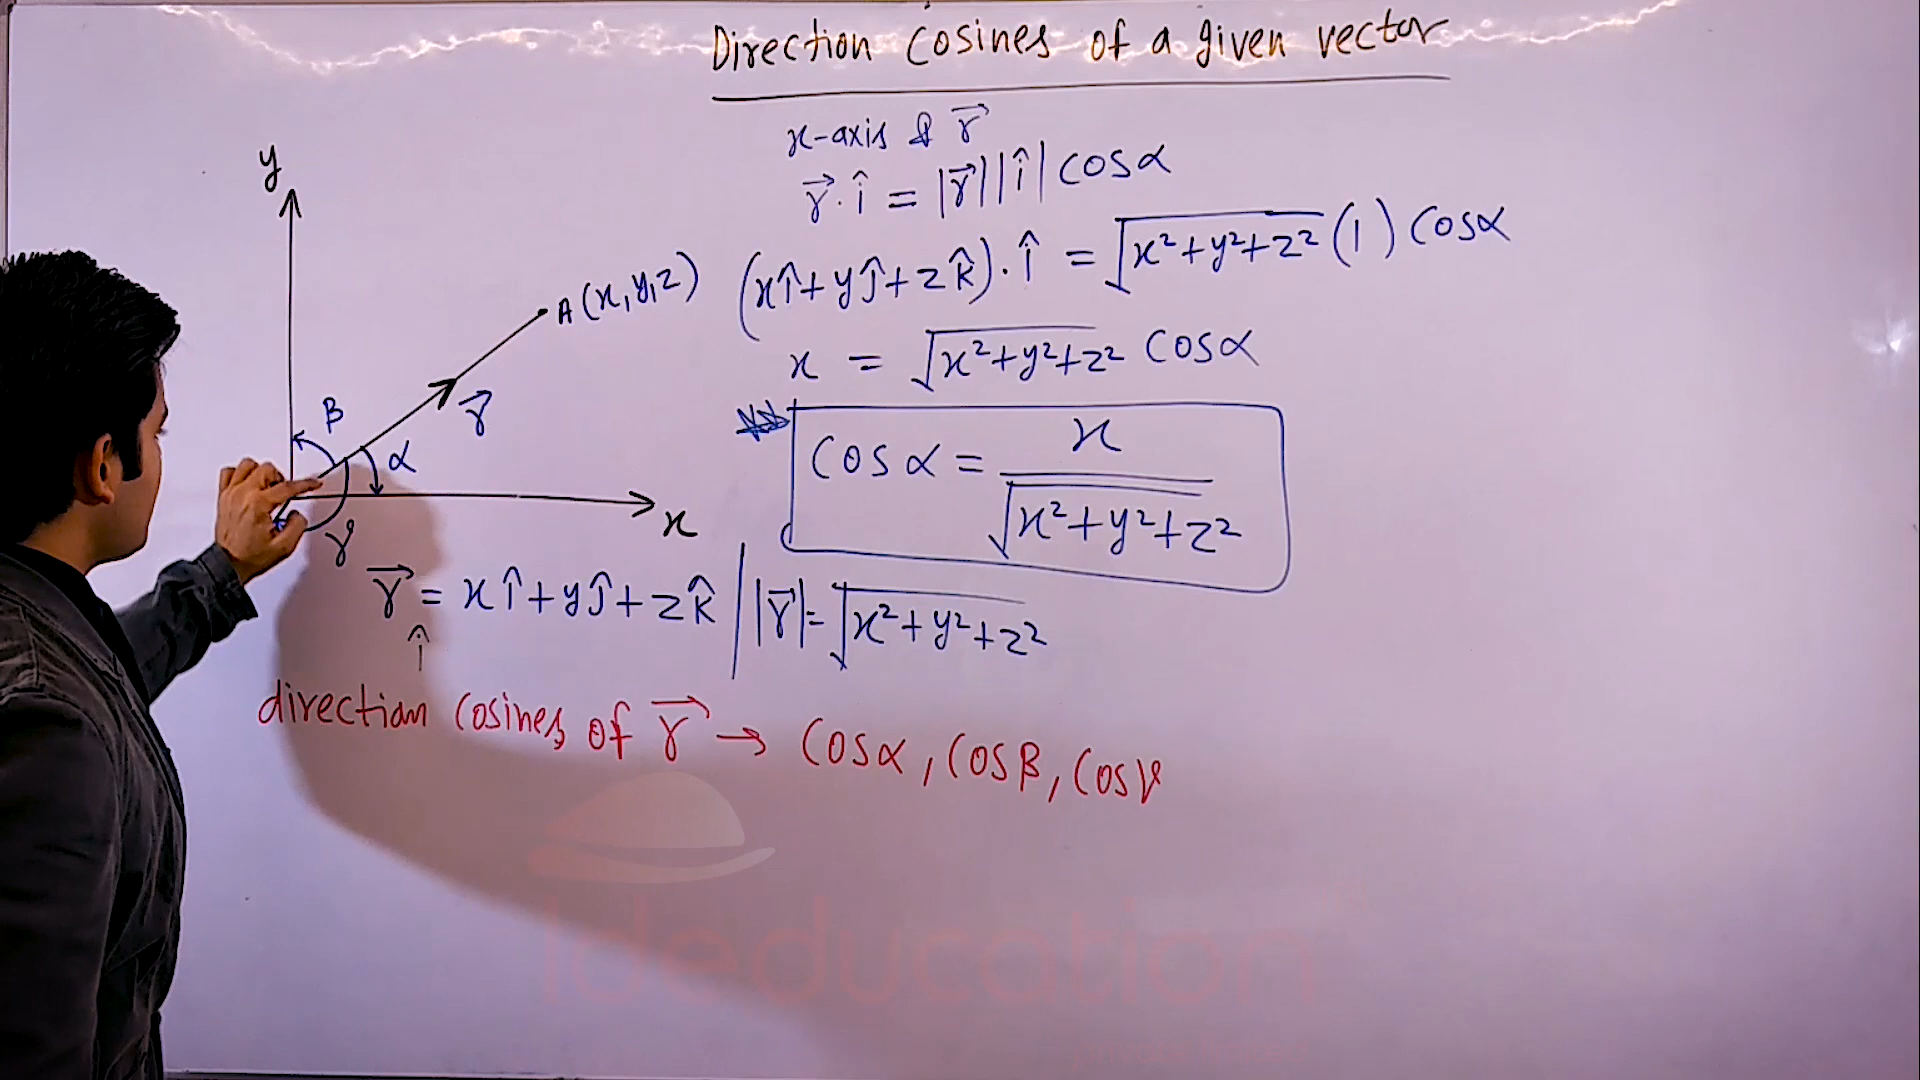 Direction Cosines of a given vector
x-axis & r⃗
r⃗.î = |r⃗||î| cosα
(xî+yĵ+zk̂).î = √(x²+y²+z²) (1) cosα
x = √(x²+y²+z²) cosα
cosα = x / √(x²+y²+z²)
y
A(x,y,z)
β
r⃗
α
x
γ
r⃗ = xî+yĵ+zk̂ | |r⃗| = √(x²+y²+z²)
î
direction cosines of r⃗ → cosα, cosβ, cosγ
Ideducation